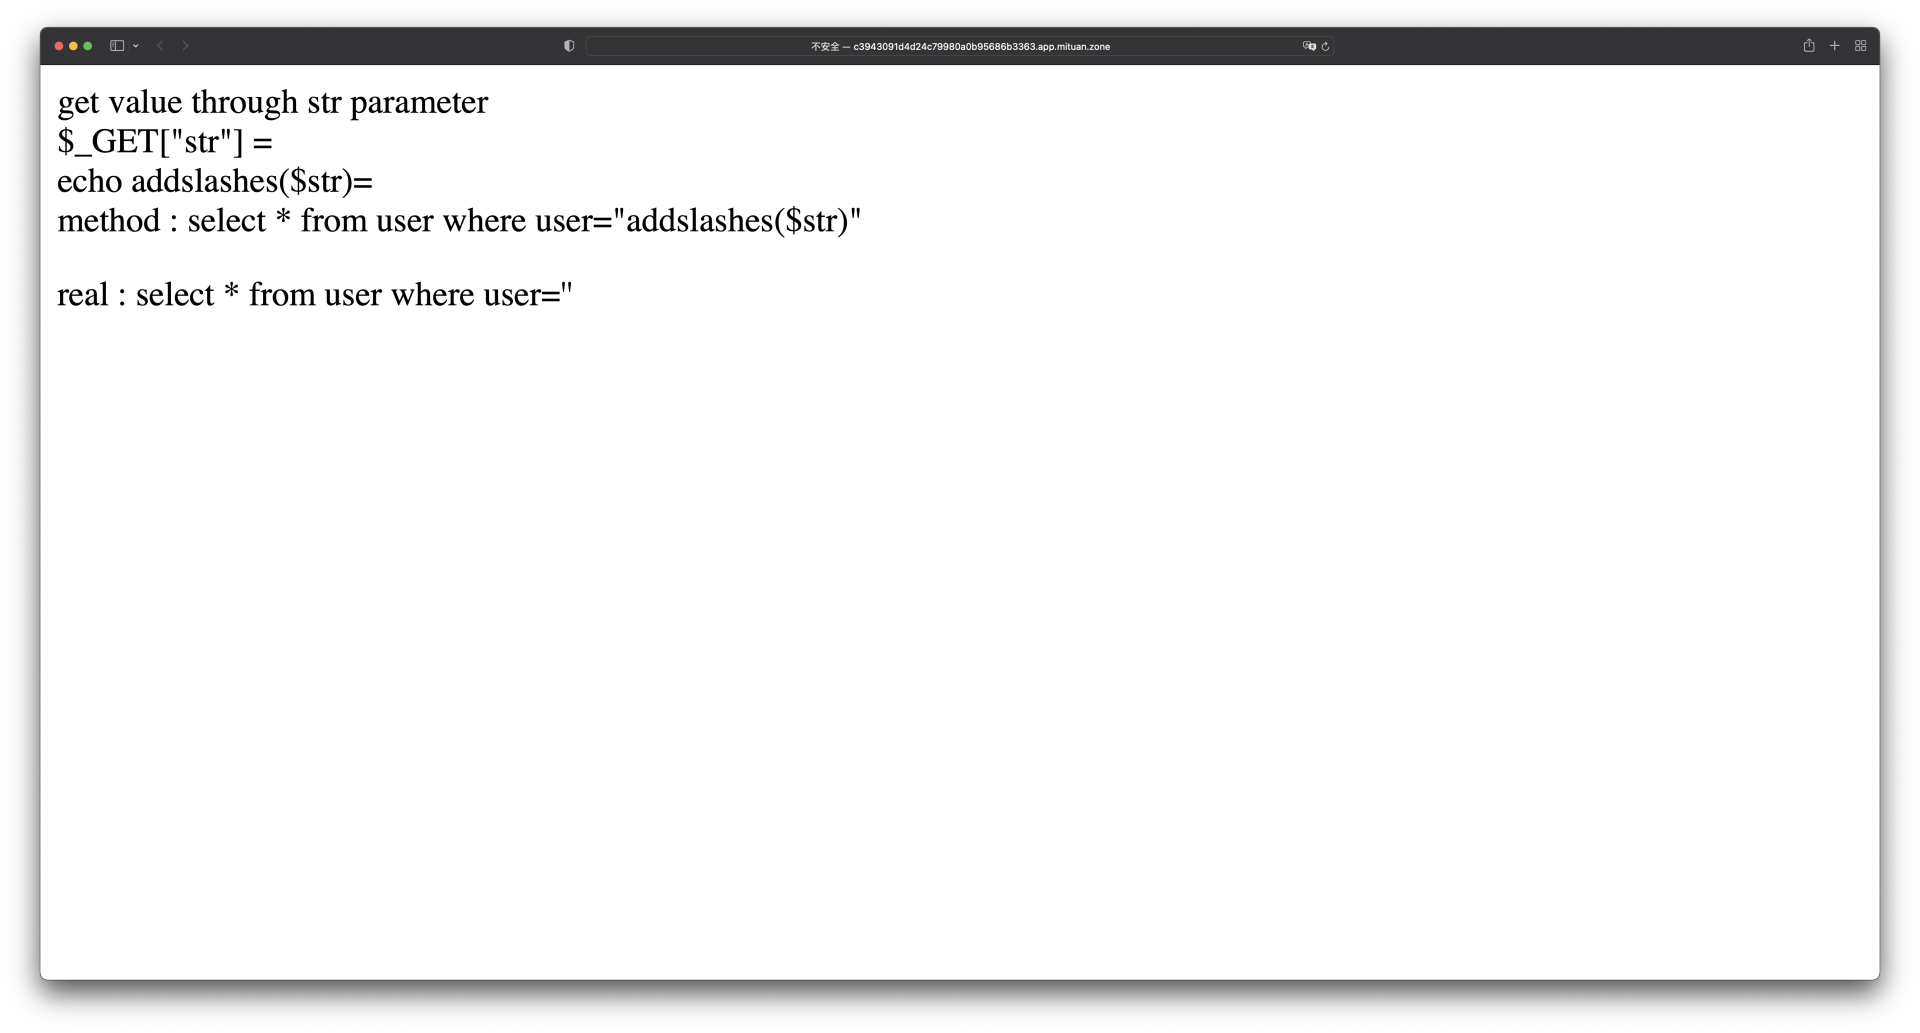 不安全 — c3943091d4d24c79980a0b95686b3363.app.mituan.zone
get value through str parameter
$_GET["str"] =
echo addslashes($str)=
method : select * from user where user="addslashes($str)"
real : select * from user where user="